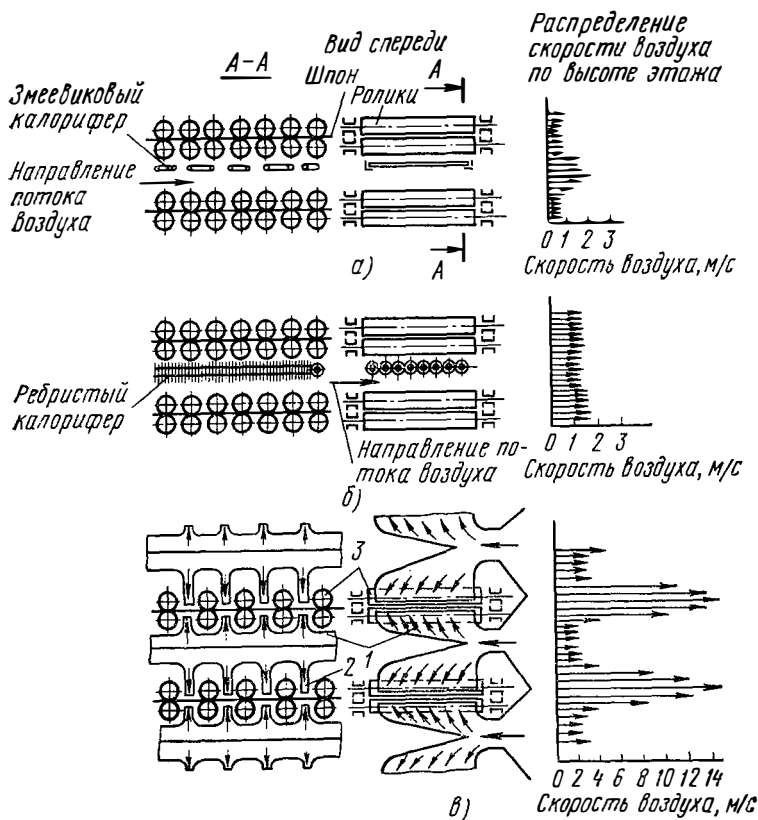 Вид спереди
Распределение
скорости воздуха
по высоте этажа
А-А
Шпон
А
Змеевиковый
калорифер
Ролики
Направление
потока
воздуха
0 1 2 3
Скорость воздуха, м/с
а)
А
Ребристый
калорифер
Направление по-
тока воздуха
0 1 2 3
Скорость воздуха, м/с
б)
3
1
2
0 2 4 6 8 10 12 14
Скорость воздуха, м/с
в)